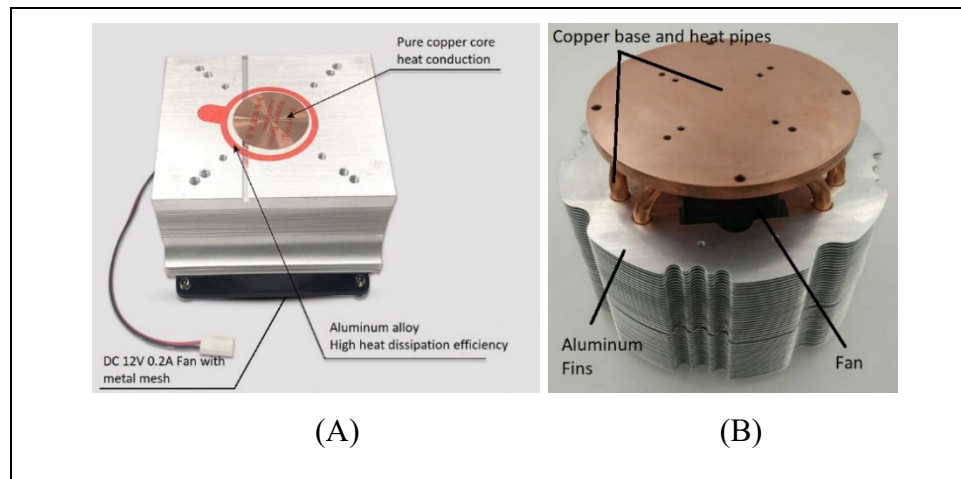 Pure copper core
heat conduction
Aluminum alloy
High heat dissipation efficiency
DC 12V 0.2A Fan with
metal mesh
(A)
Copper base and heat pipes
Aluminum
Fins
Fan
(B)